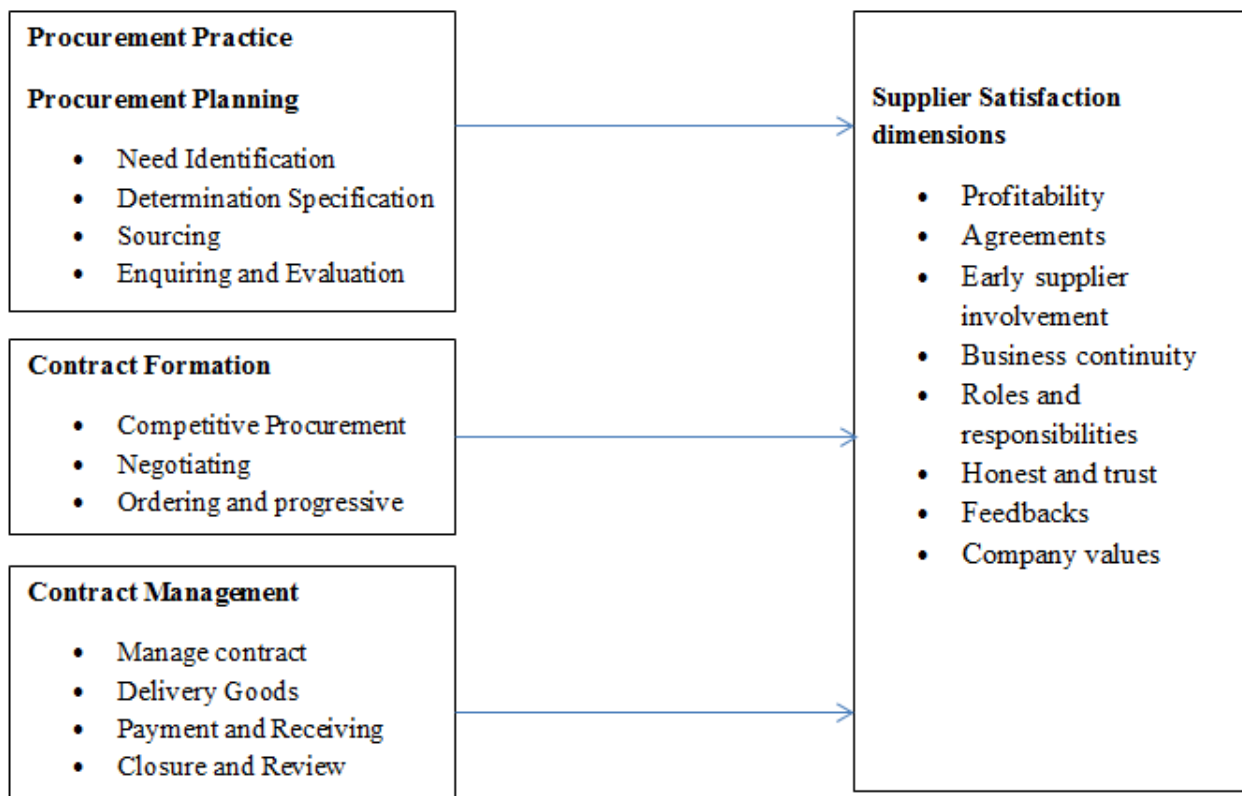 Procurement Practice
Procurement Planning
• Need Identification
• Determination Specification
• Sourcing
• Enquiring and Evaluation
Contract Formation
• Competitive Procurement
• Negotiating
• Ordering and progressive
Contract Management
• Manage contract
• Delivery Goods
• Payment and Receiving
• Closure and Review
Supplier Satisfaction
dimensions
• Profitability
• Agreements
• Early supplier
involvement
• Business continuity
• Roles and
responsibilities
• Honest and trust
• Feedbacks
• Company values